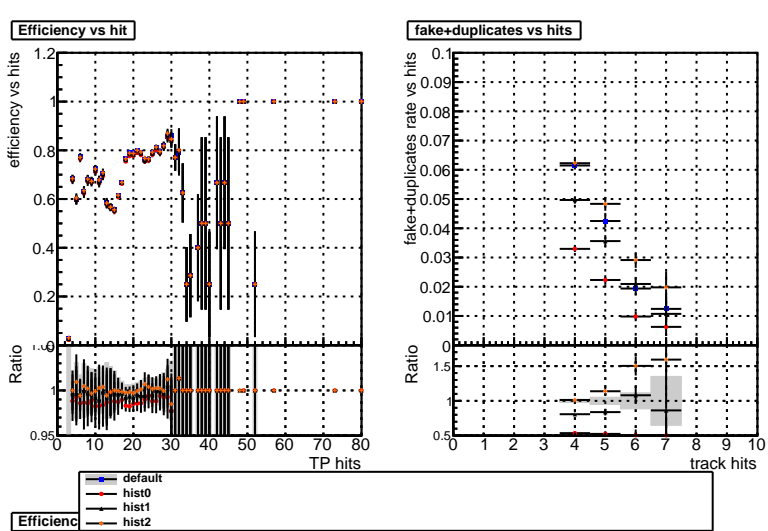 Efficiency vs hit
fake+duplicates vs hits
efficiency vs hits
1.2
1
0.8
0.6
0.4
0.2
0
Ratio
1
0.95
0 10 20 30 40 50 60 70 80
TP hits
fake+duplicates rate vs hits
0.1
0.09
0.08
0.07
0.06
0.05
0.04
0.03
0.02
0.01
0
Ratio
1.5
1
0.5
0 1 2 3 4 5 6 7 8 9 10
track hits
default
hist0
hist1
hist2
Efficienc